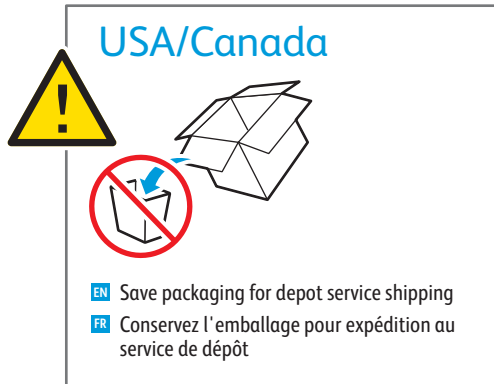 USA/Canada
!
EN Save packaging for depot service shipping
FR Conservez l'emballage pour expédition au
service de dépôt